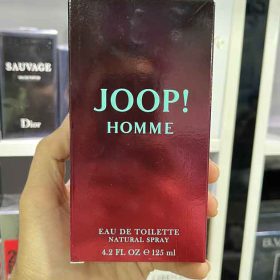 SAUVAGE
Dior
JOOP!
HOMME
EAU DE TOILETTE
NATURAL SPRAY
4.2 FL OZ ℮ 125 ml